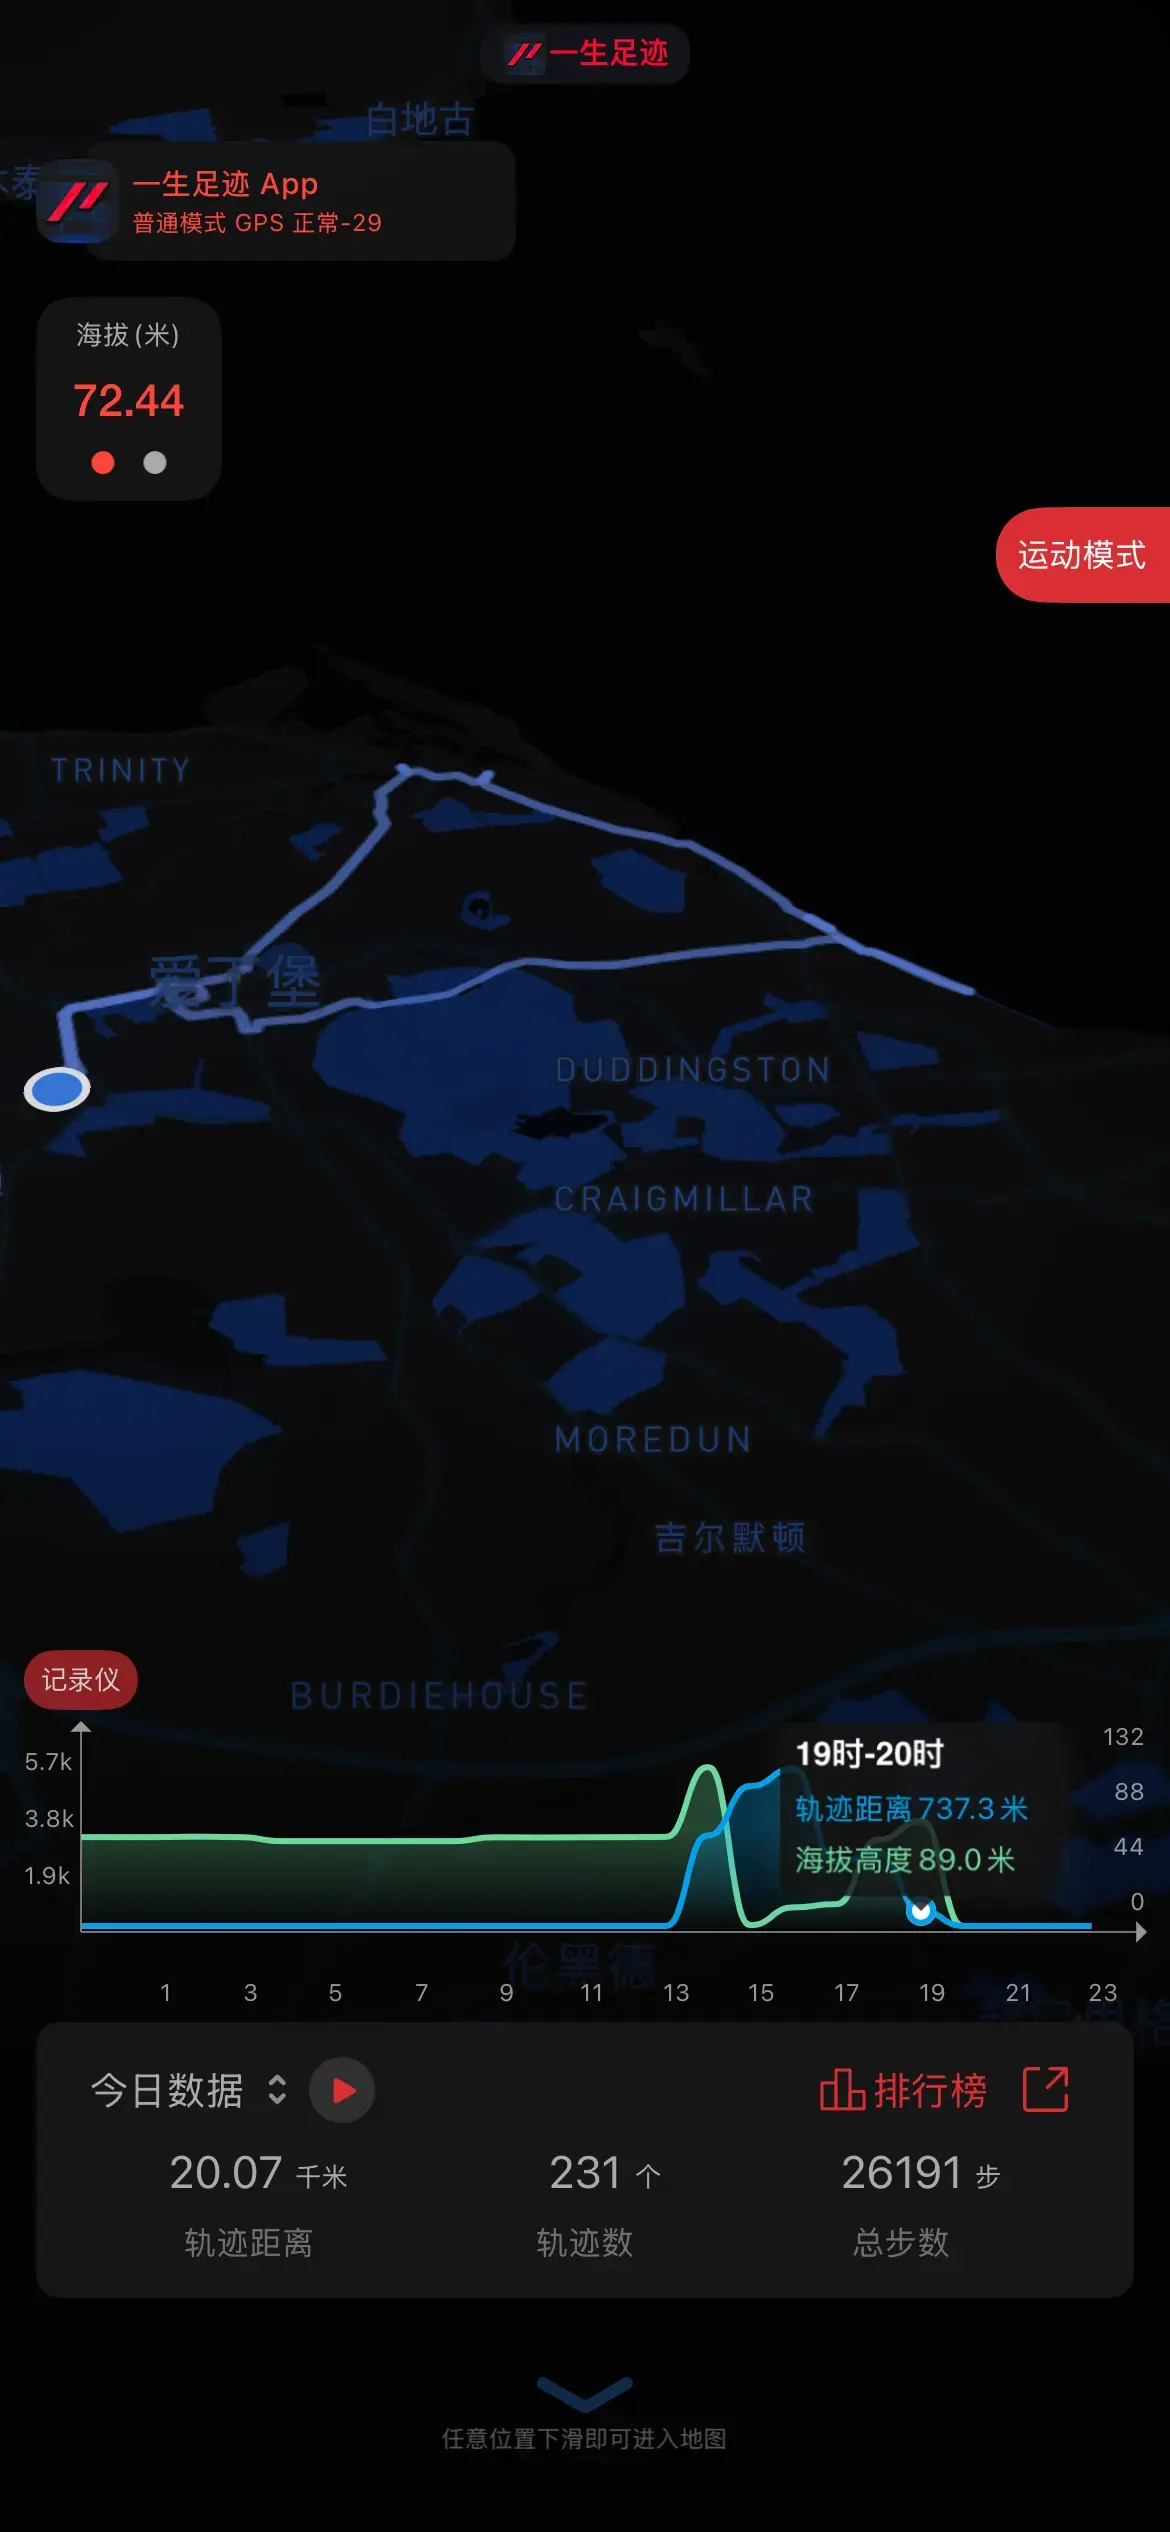 一生足迹
白地古
一生足迹 App
普通模式 GPS 正常-29
海拔(米)
72.44
运动模式
TRINITY
爱丁堡
DUDDINGSTON
CRAIGMILLAR
MOREDUN
吉尔默顿
记录仪
BURDIEHOUSE
5.7k
3.8k
1.9k
19时-20时
轨迹距离 737.3 米
海拔高度 89.0 米
132
88
44
0
伦黑德
1 3 5 7 9 11 13 15 17 19 21 23
今日数据
排行榜
20.07 千米
231 个
26191 步
轨迹距离
轨迹数
总步数
任意位置下滑即可进入地图